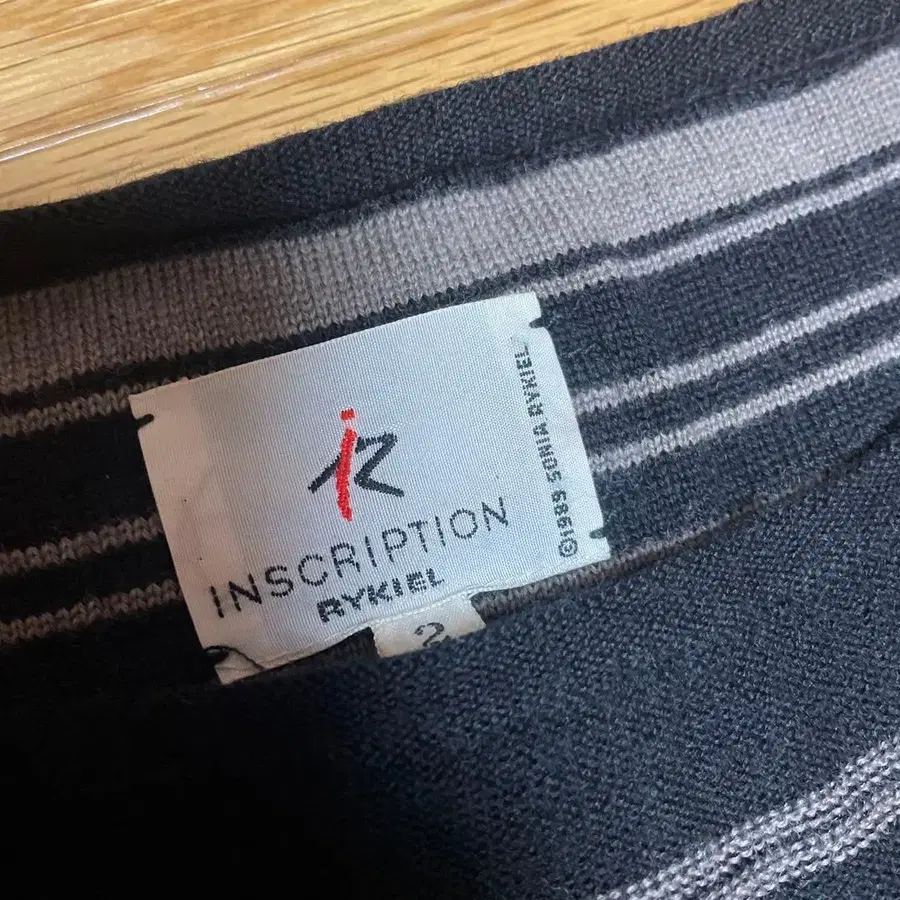 iR
INSCRIPTION
RYKIEL
2
©1989 SONIA RYKIEL